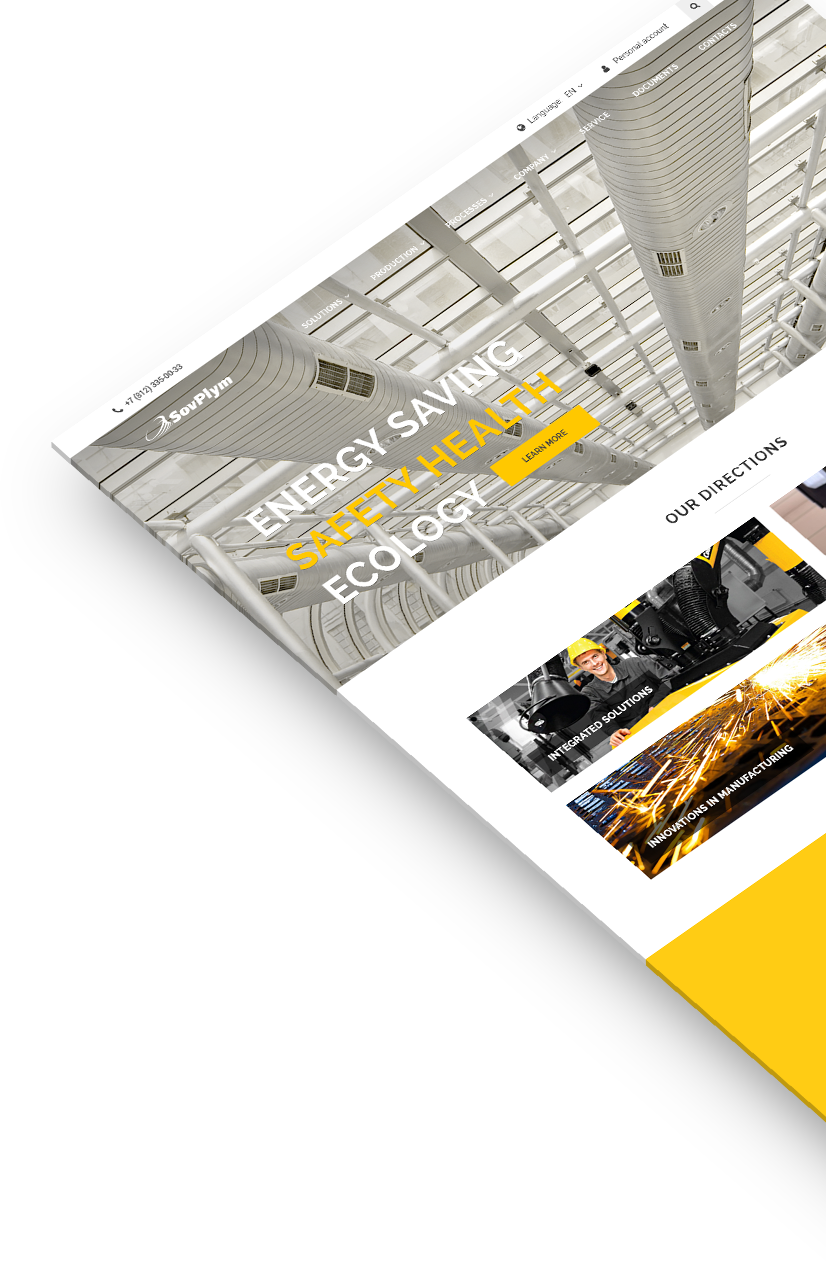 +7 (812) 335-00-33
Language EN
Personal account
SovPlym
SOLUTIONS
PRODUCTION
PROCESSES
COMPANY
SERVICE
DOCUMENTS
CONTACTS
ENERGY SAVING
SAFETY HEALTH
ECOLOGY
LEARN MORE
OUR DIRECTIONS
INTEGRATED SOLUTIONS
INNOVATIONS IN MANUFACTURING